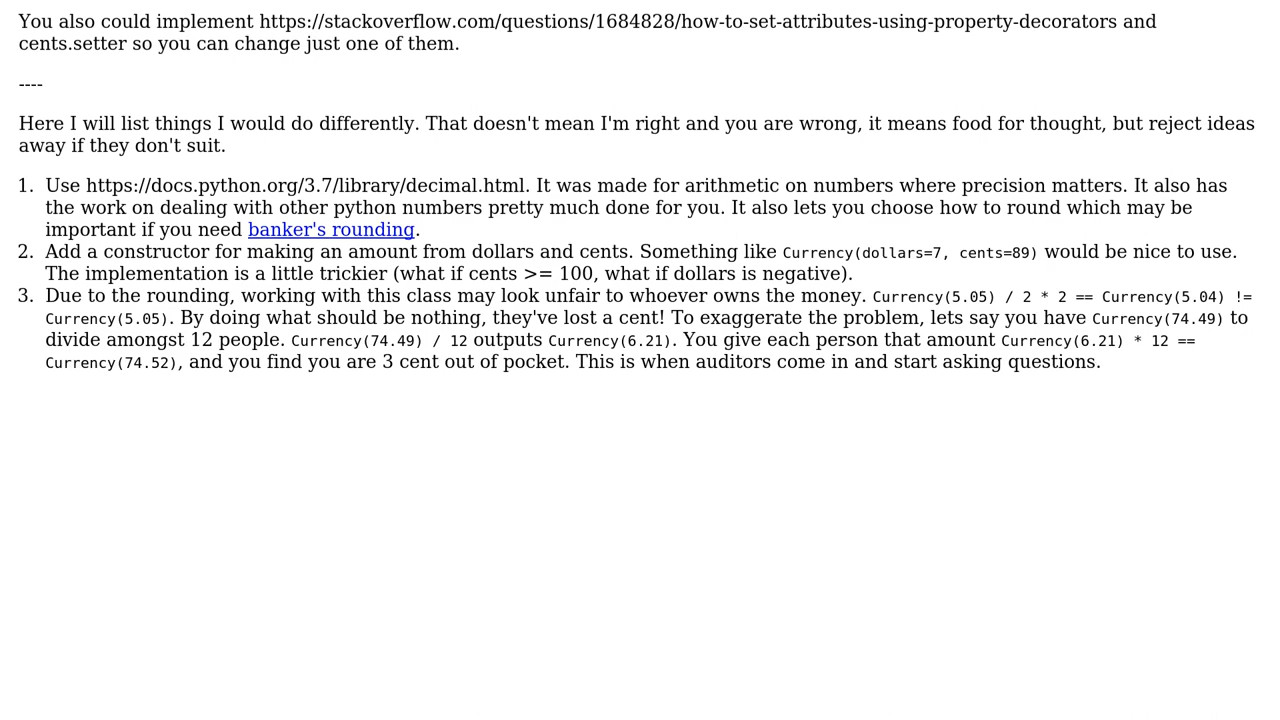 You also could implement https://stackoverflow.com/questions/1684828/how-to-set-attributes-using-property-decorators and
cents.setter so you can change just one of them.
----
Here I will list things I would do differently. That doesn't mean I'm right and you are wrong, it means food for thought, but reject ideas
away if they don't suit.
1. Use https://docs.python.org/3.7/library/decimal.html. It was made for arithmetic on numbers where precision matters. It also has
the work on dealing with other python numbers pretty much done for you. It also lets you choose how to round which may be
important if you need banker's rounding.
2. Add a constructor for making an amount from dollars and cents. Something like Currency(dollars=7, cents=89) would be nice to use.
The implementation is a little trickier (what if cents >= 100, what if dollars is negative).
3. Due to the rounding, working with this class may look unfair to whoever owns the money. Currency(5.05) / 2 * 2 == Currency(5.04) !=
Currency(5.05). By doing what should be nothing, they've lost a cent! To exaggerate the problem, lets say you have Currency(74.49) to
divide amongst 12 people. Currency(74.49) / 12 outputs Currency(6.21). You give each person that amount Currency(6.21) * 12 ==
Currency(74.52), and you find you are 3 cent out of pocket. This is when auditors come in and start asking questions.